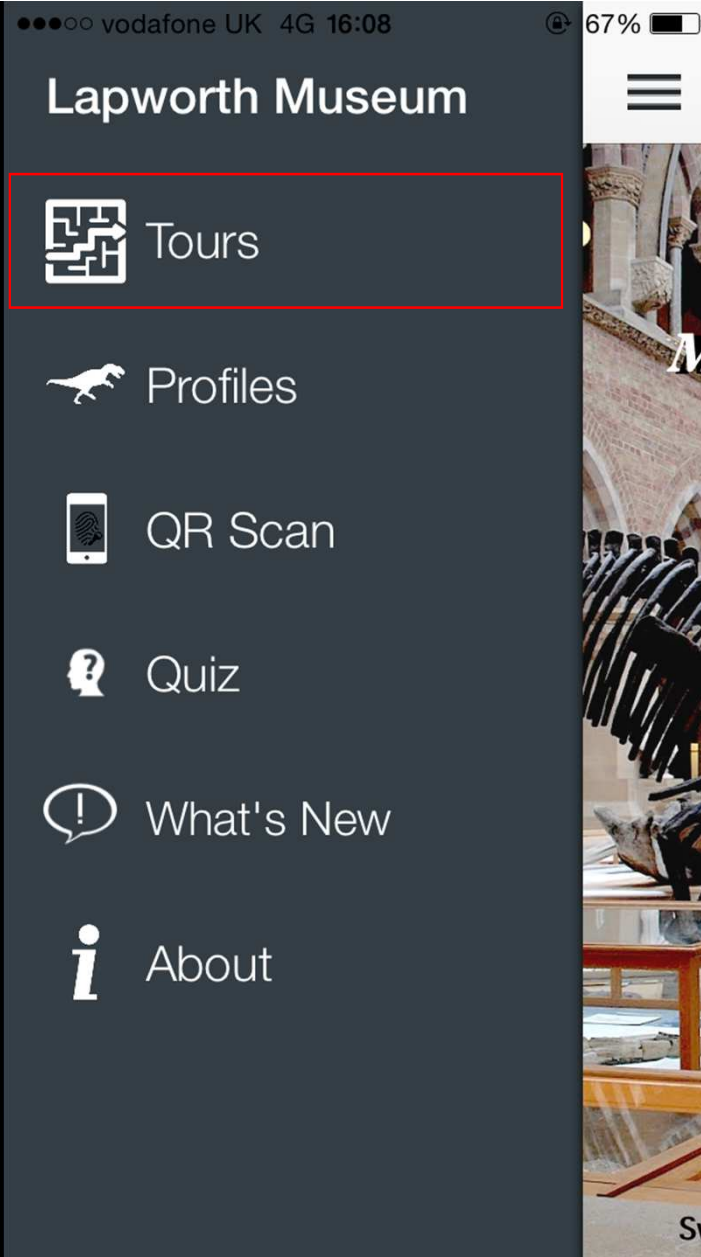 vodafone UK 4G 16:08 67%
Lapworth Museum
Tours
Profiles
QR Scan
Quiz
What's New
About